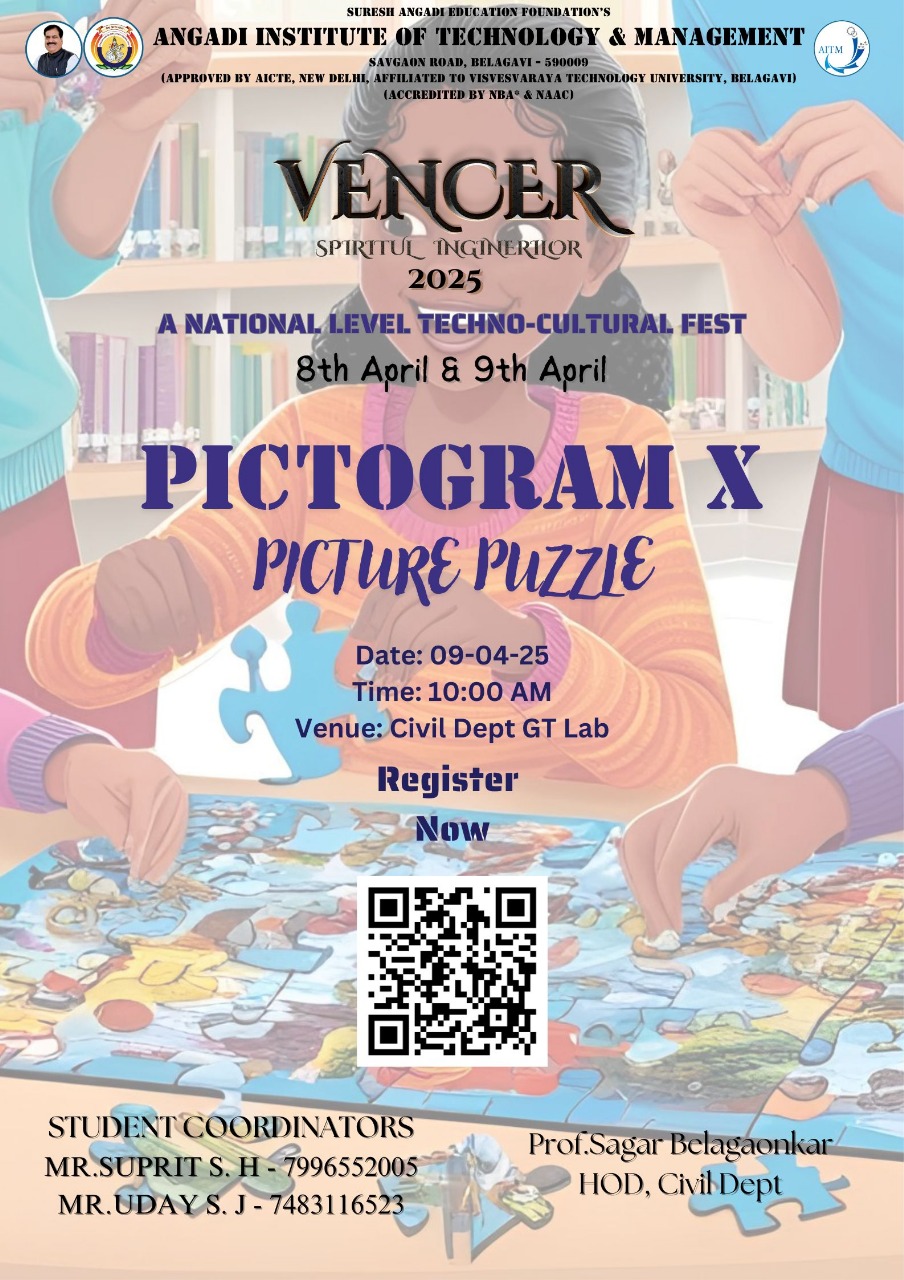 SURESH ANGADI EDUCATION FOUNDATION'S
ANGADI INSTITUTE OF TECHNOLOGY & MANAGEMENT
SAVGAON ROAD, BELAGAVI - 590009
(APPROVED BY AICTE, NEW DELHI, AFFILIATED TO VISVESVARAYA TECHNOLOGY UNIVERSITY, BELAGAVI)
(ACCREDITED BY NBA* & NAAC)
AITM
VENCER
SPIRITUL INGINERILOR
2025
A NATIONAL LEVEL TECHNO-CULTURAL FEST
8th April & 9th April
PICTOGRAM X
PICTURE PUZZLE
Date: 09-04-25
Time: 10:00 AM
Venue: Civil Dept GT Lab
Register
Now
STUDENT COORDINATORS
MR.SUPRIT S. H - 7996552005
MR.UDAY S. J - 7483116523
Prof.Sagar Belagaonkar
HOD, Civil Dept